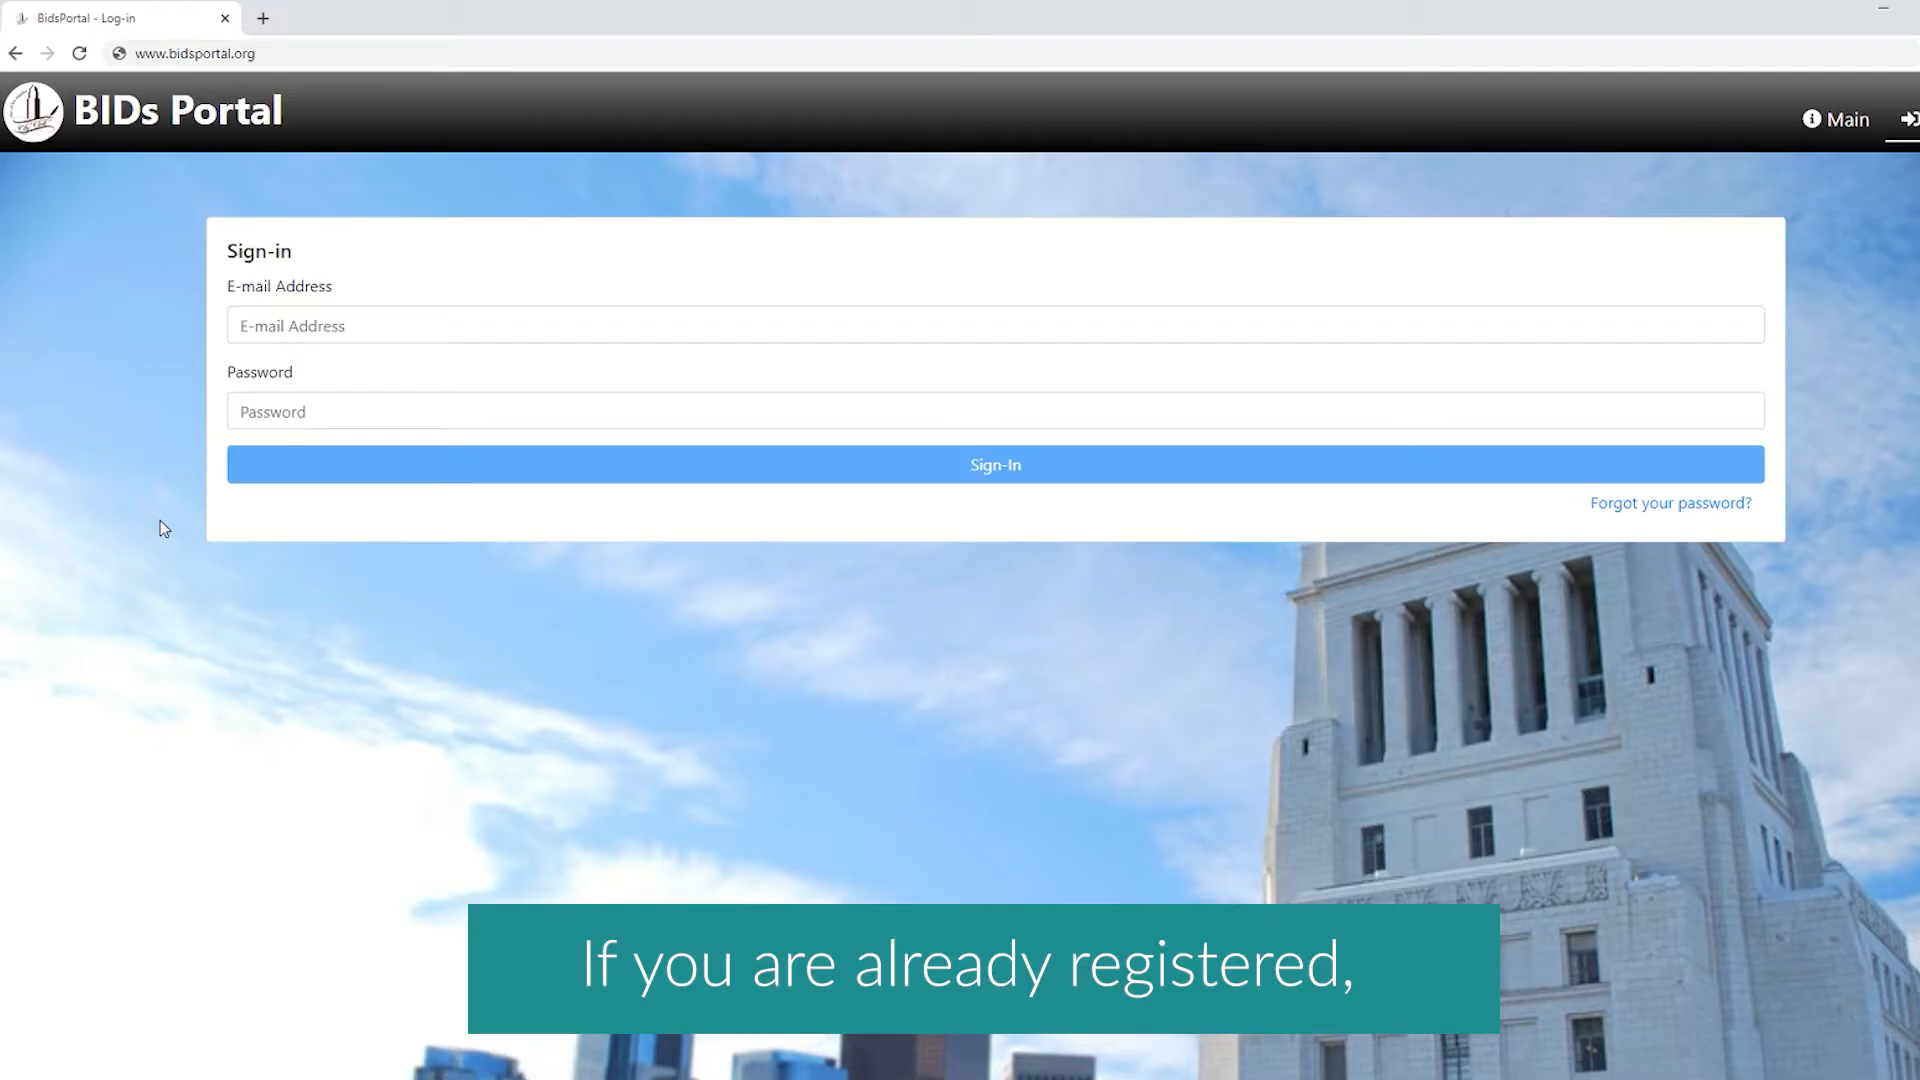 BidsPortal - Log-in
www.bidsportal.org
BIDs Portal
Main
Sign-in
E-mail Address
E-mail Address
Password
Password
Sign-In
Forgot your password?
If you are already registered,